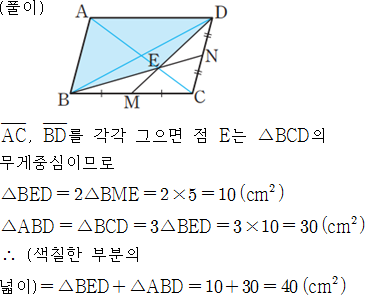 (풀이)
A
D
N
E
B
M
C
AC, BD를 각각 그으면 점 E는 △BCD의
무게중심이므로
△BED=2△BME=2×5=10(cm²)
△ABD=△BCD=3△BED=3×10=30(cm²)
∴ (색칠한 부분의
넓이)=△BED+△ABD=10+30=40(cm²)